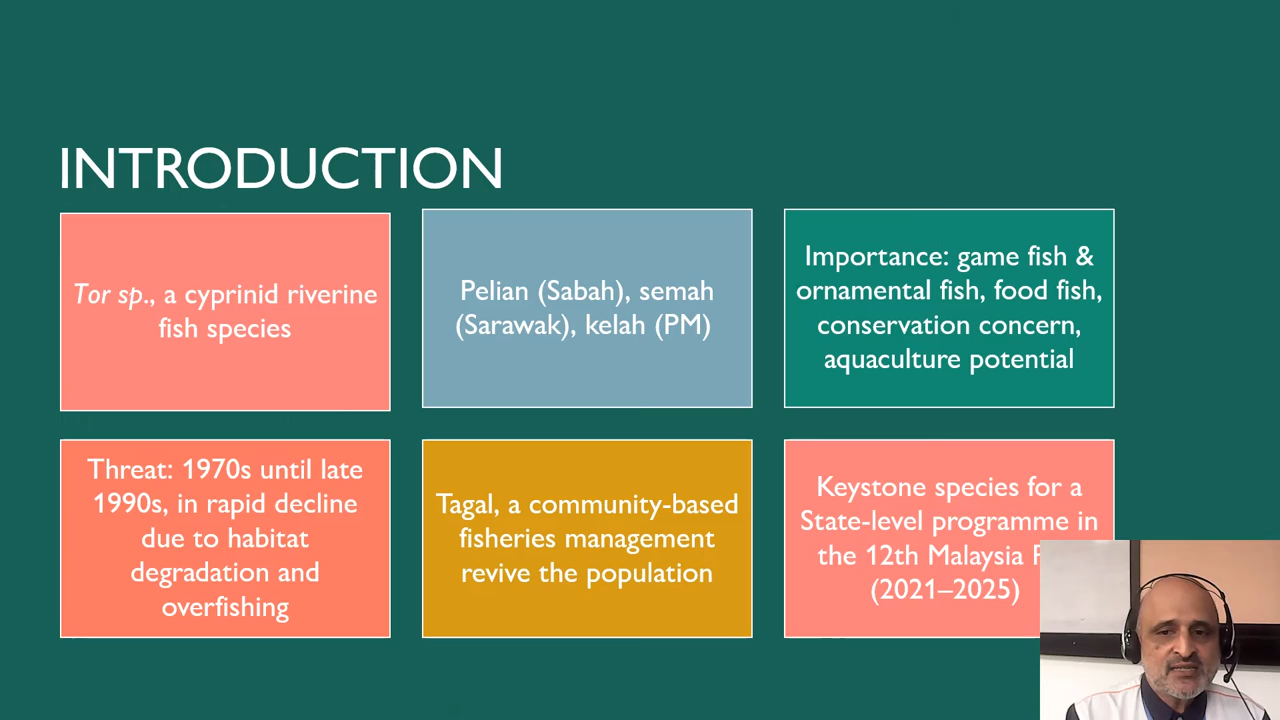 INTRODUCTION
Tor sp., a cyprinid riverine
fish species
Pelian (Sabah), semah
(Sarawak), kelah (PM)
Importance: game fish &
ornamental fish, food fish,
conservation concern,
aquaculture potential
Threat: 1970s until late
1990s, in rapid decline
due to habitat
degradation and
overfishing
Tagal, a community-based
fisheries management
revive the population
Keystone species for a
State-level programme in
the 12th Malaysia
(2021–2025)